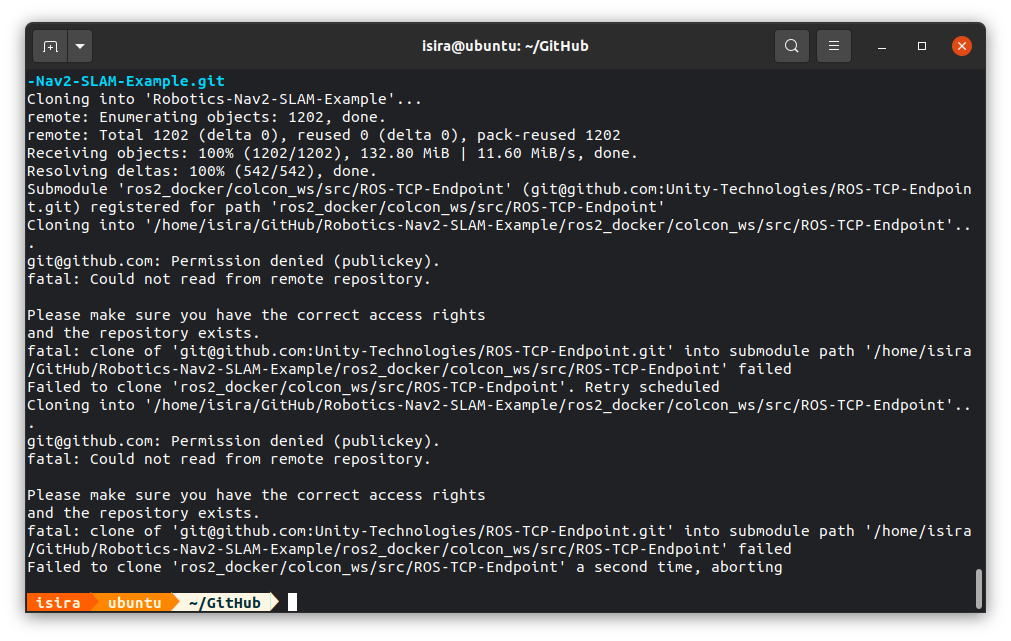 isira@ubuntu: ~/GitHub
-Nav2-SLAM-Example.git
Cloning into 'Robotics-Nav2-SLAM-Example'...
remote: Enumerating objects: 1202, done.
remote: Total 1202 (delta 0), reused 0 (delta 0), pack-reused 1202
Receiving objects: 100% (1202/1202), 132.80 MiB | 11.60 MiB/s, done.
Resolving deltas: 100% (542/542), done.
Submodule 'ros2_docker/colcon_ws/src/ROS-TCP-Endpoint' (git@github.com:Unity-Technologies/ROS-TCP-Endpoin
t.git) registered for path 'ros2_docker/colcon_ws/src/ROS-TCP-Endpoint'
Cloning into '/home/isira/GitHub/Robotics-Nav2-SLAM-Example/ros2_docker/colcon_ws/src/ROS-TCP-Endpoint'..
.
git@github.com: Permission denied (publickey).
fatal: Could not read from remote repository.

Please make sure you have the correct access rights
and the repository exists.
fatal: clone of 'git@github.com:Unity-Technologies/ROS-TCP-Endpoint.git' into submodule path '/home/isira
/GitHub/Robotics-Nav2-SLAM-Example/ros2_docker/colcon_ws/src/ROS-TCP-Endpoint' failed
Failed to clone 'ros2_docker/colcon_ws/src/ROS-TCP-Endpoint'. Retry scheduled
Cloning into '/home/isira/GitHub/Robotics-Nav2-SLAM-Example/ros2_docker/colcon_ws/src/ROS-TCP-Endpoint'..
.
git@github.com: Permission denied (publickey).
fatal: Could not read from remote repository.

Please make sure you have the correct access rights
and the repository exists.
fatal: clone of 'git@github.com:Unity-Technologies/ROS-TCP-Endpoint.git' into submodule path '/home/isira
/GitHub/Robotics-Nav2-SLAM-Example/ros2_docker/colcon_ws/src/ROS-TCP-Endpoint' failed
Failed to clone 'ros2_docker/colcon_ws/src/ROS-TCP-Endpoint' a second time, aborting

isira ubuntu ~/GitHub